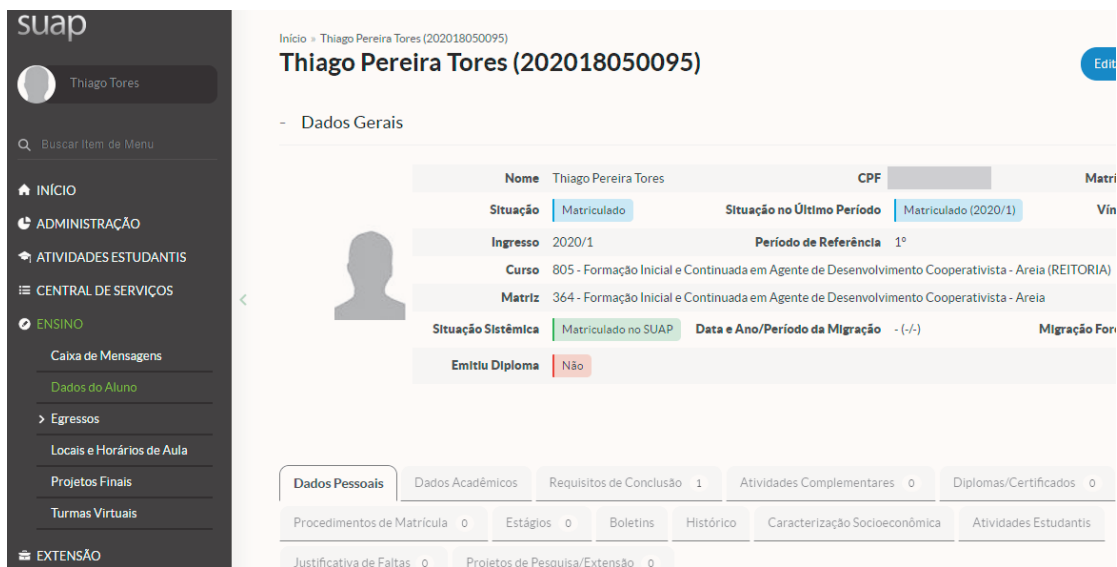 suap
Thiago Tores
Buscar Item de Menu
INÍCIO
ADMINISTRAÇÃO
ATIVIDADES ESTUDANTIS
CENTRAL DE SERVIÇOS
ENSINO
Caixa de Mensagens
Dados do Aluno
> Egressos
Locais e Horários de Aula
Projetos Finais
Turmas Virtuais
EXTENSÃO
Início » Thiago Pereira Tores (202018050095)
Thiago Pereira Tores (202018050095)
Edit
- Dados Gerais
Nome Thiago Pereira Tores CPF Matrí
Situação Matriculado Situação no Último Período Matriculado (2020/1) Vín
Ingresso 2020/1 Período de Referência 1º
Curso 805 - Formação Inicial e Continuada em Agente de Desenvolvimento Cooperativista - Areia (REITORIA)
Matriz 364 - Formação Inicial e Continuada em Agente de Desenvolvimento Cooperativista - Areia
Situação Sistêmica Matriculado no SUAP Data e Ano/Período da Migração - (-/-) Migração For
Emitiu Diploma Não
Dados Pessoais Dados Acadêmicos Requisitos de Conclusão 1 Atividades Complementares 0 Diplomas/Certificados 0
Procedimentos de Matrícula 0 Estágios 0 Boletins Histórico Caracterização Socioeconômica Atividades Estudantis
Justificativa de Faltas 0 Projetos de Pesquisa/Extensão 0